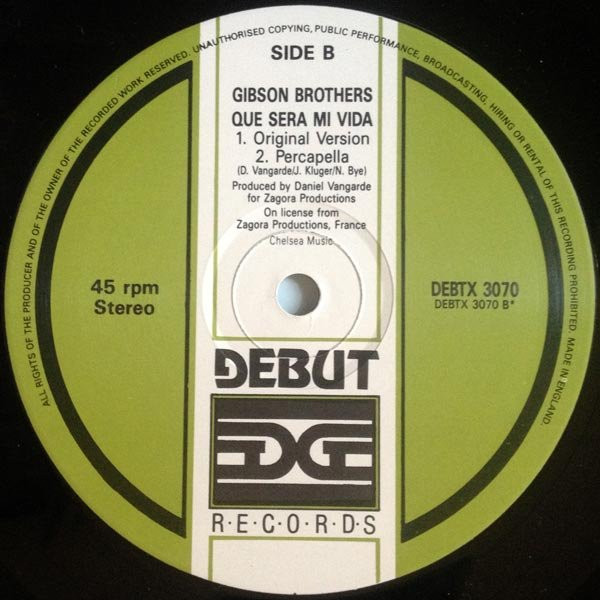 ALL RIGHTS OF THE PRODUCER AND OF THE OWNER OF THE RECORDED WORK RESERVED. UNAUTHORISED COPYING, PUBLIC PERFORMANCE, BROADCASTING, HIRING OR RENTAL OF THIS RECORDING PROHIBITED. MADE IN ENGLAND.
SIDE B
GIBSON BROTHERS
QUE SERA MI VIDA
1. Original Version
2. Percapella
(D. Vangarde/J. Kluger/N. Bye)
Produced by Daniel Vangarde
for Zagora Productions
On license from
Zagora Productions, France
Chelsea Music
45 rpm
Stereo
DEBTX 3070
DEBTX 3070 B*
DEBUT
R·E·C·O·R·D·S